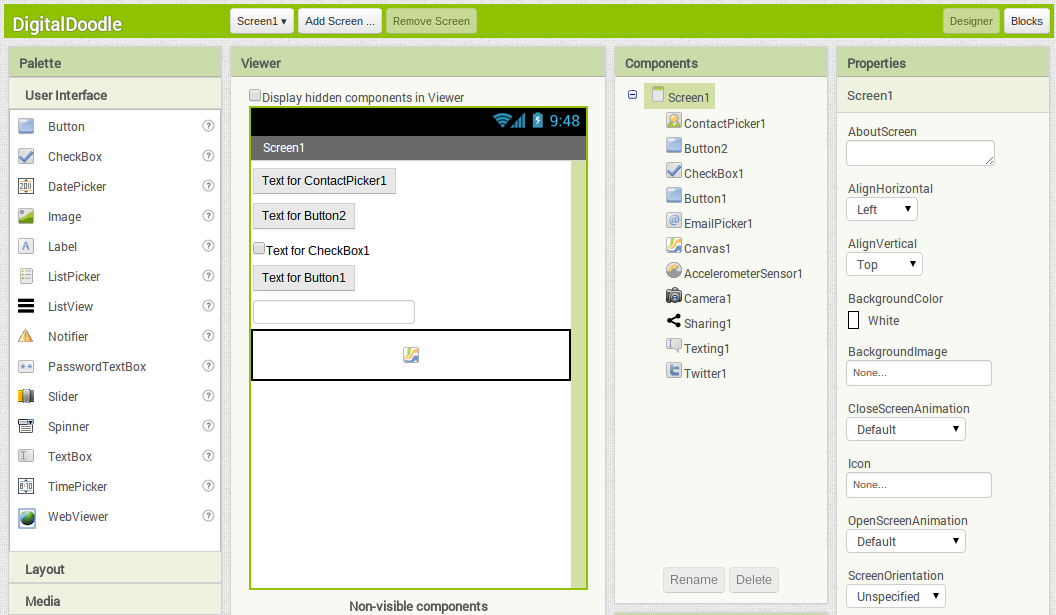 DigitalDoodle
Screen1 ▾
Add Screen ...
Remove Screen
Designer
Blocks
Palette
User Interface
Button
CheckBox
DatePicker
Image
Label
ListPicker
ListView
Notifier
PasswordTextBox
Slider
Spinner
TextBox
TimePicker
WebViewer
Layout
Media
Viewer
Display hidden components in Viewer
9:48
Screen1
Text for ContactPicker1
Text for Button2
Text for CheckBox1
Text for Button1
Non-visible components
Components
Screen1
ContactPicker1
Button2
CheckBox1
Button1
EmailPicker1
Canvas1
AccelerometerSensor1
Camera1
Sharing1
Texting1
Twitter1
Rename
Delete
Properties
Screen1
AboutScreen
AlignHorizontal
Left
AlignVertical
Top
BackgroundColor
White
BackgroundImage
None...
CloseScreenAnimation
Default
Icon
None...
OpenScreenAnimation
Default
ScreenOrientation
Unspecified